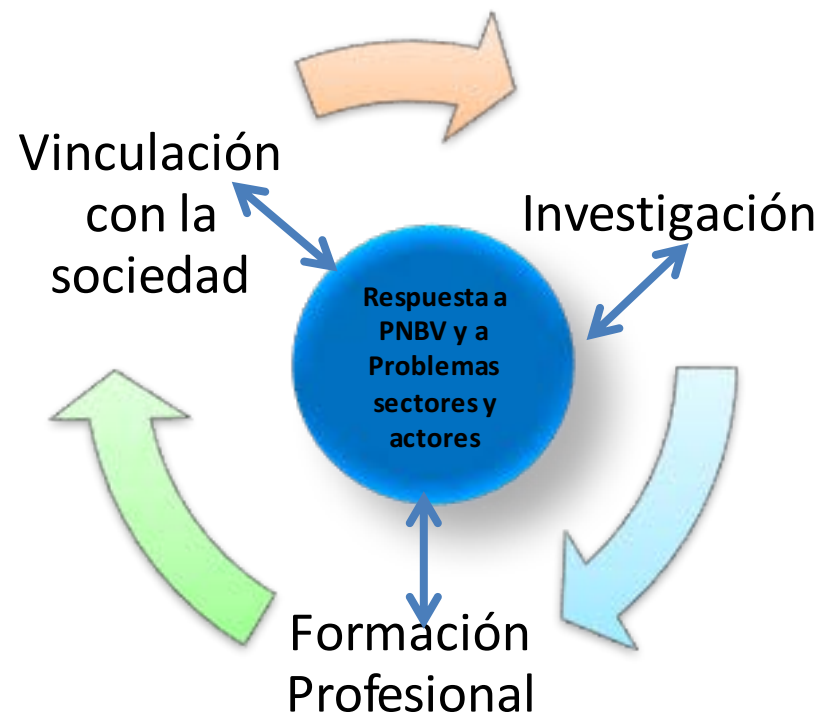 Vinculación
con la
sociedad
Investigación
Respuesta a
PNBV y a
Problemas
sectores y
actores
Formación
Profesional